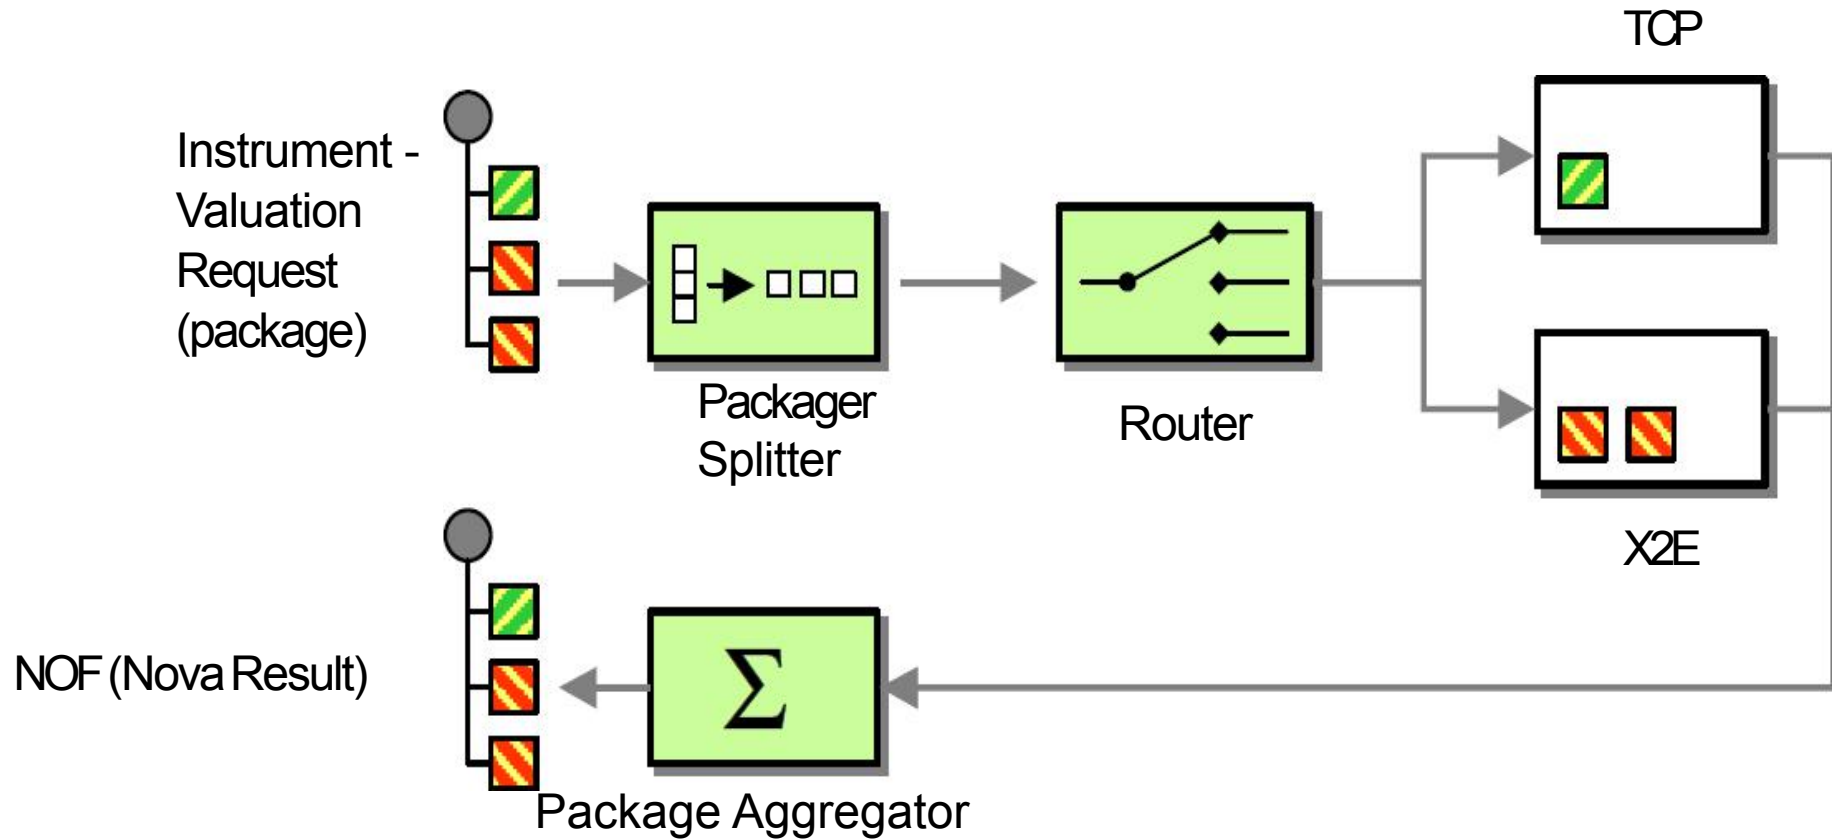 TCP
Instrument -
Valuation
Request
(package)
Packager
Splitter
Router
X2E
NOF (Nova Result)
Σ
Package Aggregator